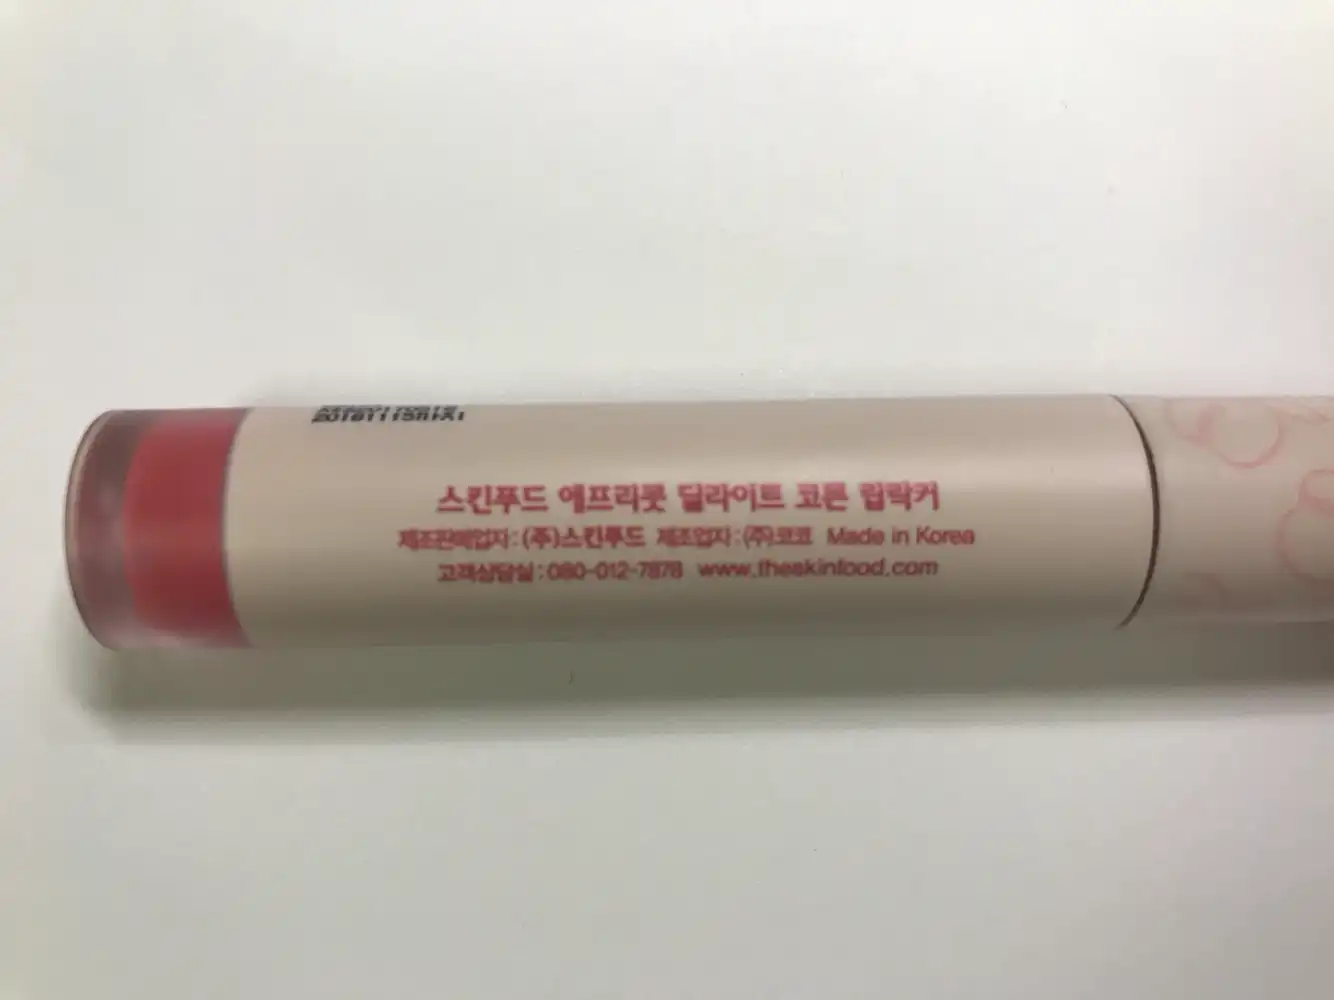 스킨푸드 애프리콧 딜라이트 코튼 립락커
제조판매업자 : (주)스킨푸드 제조업자 : (주)코코 Made in Korea
고객상담실 : 080-012-7878 www.theskinfood.com